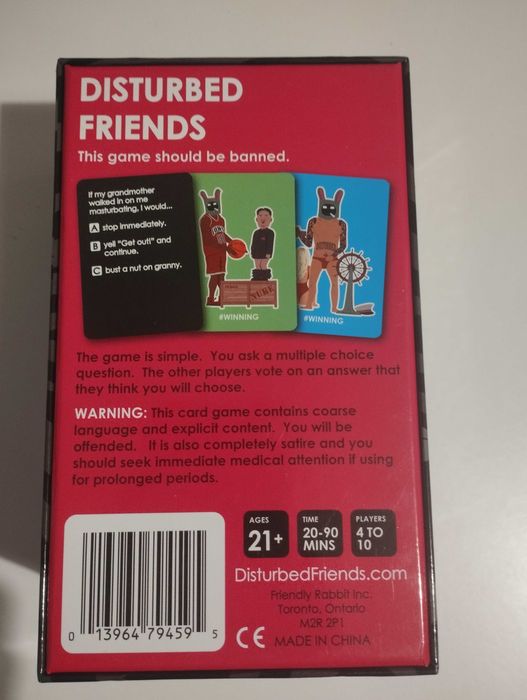 DISTURBED
FRIENDS
This game should be banned.
If my grandmother
walked in on me
masturbating, I would...
A stop immediately.
B yell "Get out!" and
continue.
C bust a nut on granny.
#WINNING
#WINNING
The game is simple. You ask a multiple choice
question. The other players vote on an answer that
they think you will choose.
WARNING: This card game contains coarse
language and explicit content. You will be
offended. It is also completely satire and you
should seek immediate medical attention if using
for prolonged periods.
AGES
21+
TIME
20-90
MINS
PLAYERS
4 TO
10
DisturbedFriends.com
Friendly Rabbit Inc.
Toronto, Ontario
M2R 2P1
CE MADE IN CHINA
0 13964 79459 5